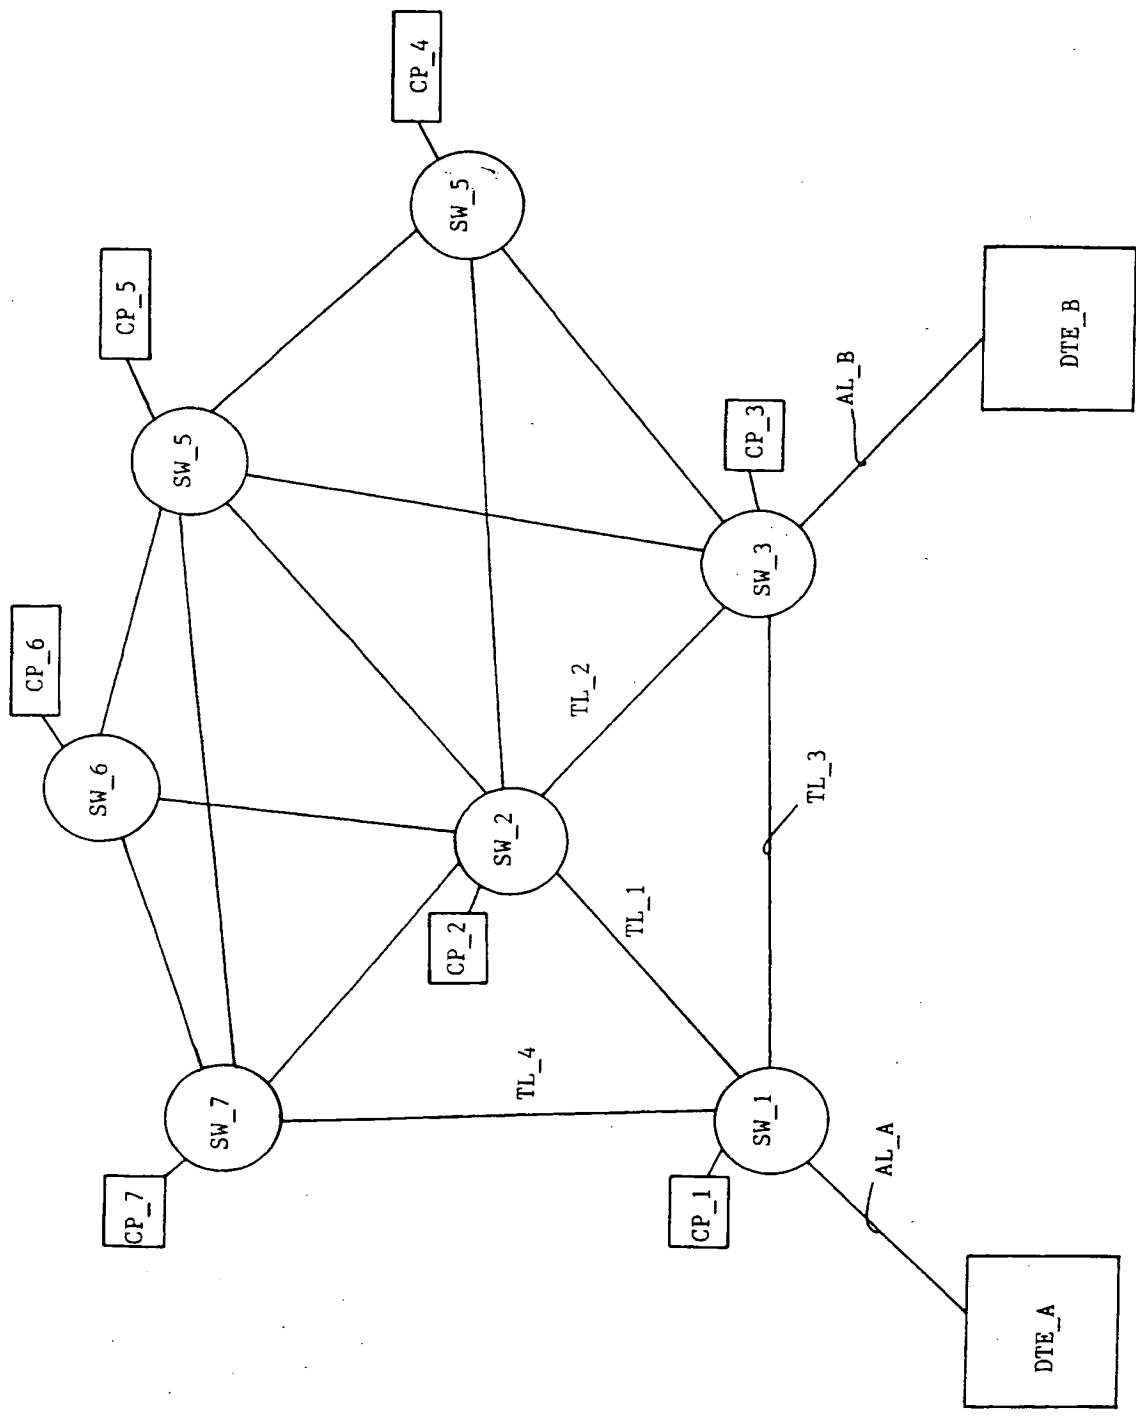 CP_6
CP_5
CP_4
CP_7
SW_6
SW_5
SW_5
SW_7
CP_2
SW_2
TL_4
TL_1
TL_2
CP_1
SW_1
TL_3
SW_3
CP_3
AL_A
AL_B
DTE_A
DTE_B